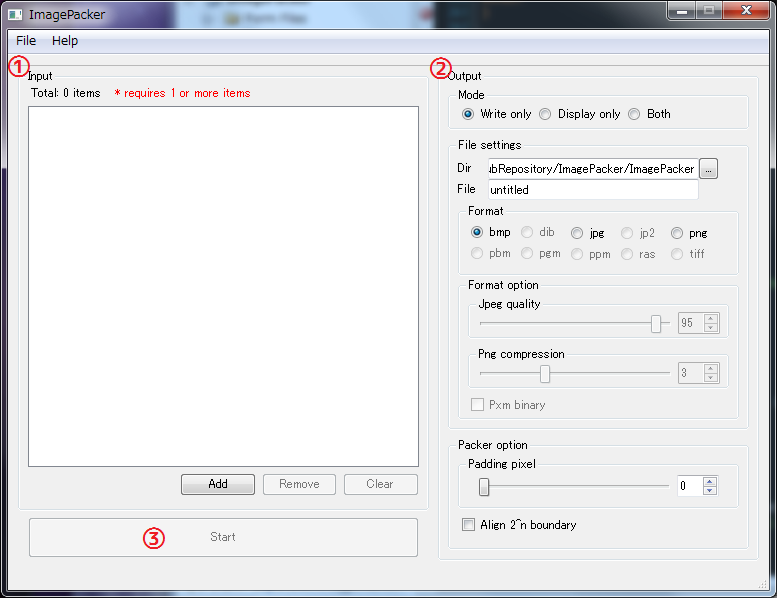 ImagePacker
File Help
①
Input
Total: 0 items * requires 1 or more items
Add Remove Clear
③ Start
②
Output
Mode
Write only Display only Both
File settings
Dir ubRepository/ImagePacker/ImagePacker ...
File untitled
Format
bmp dib jpg jp2 png
pbm pgm ppm ras tiff
Format option
Jpeg quality
95
Png compression
3
Pxm binary
Packer option
Padding pixel
0
Align 2^n boundary